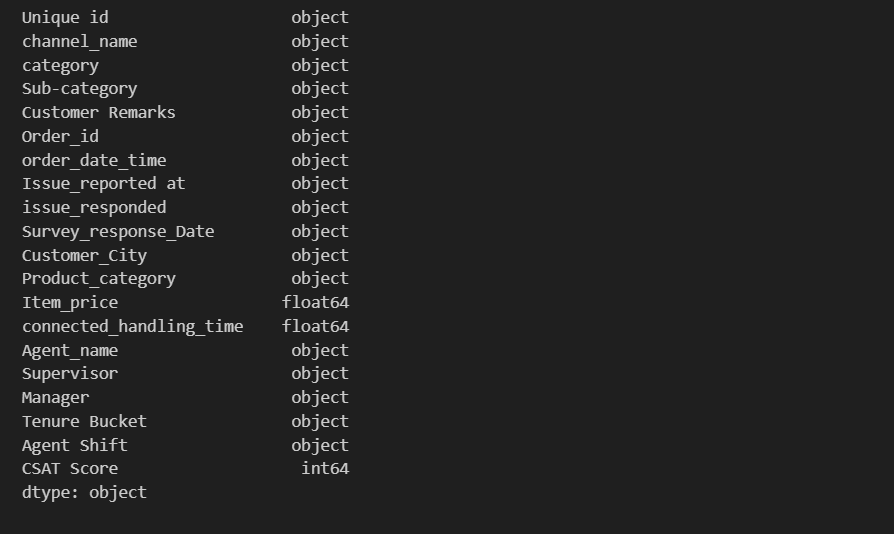 Unique id                   object
channel_name                object
category                    object
Sub-category                object
Customer Remarks            object
Order_id                    object
order_date_time             object
Issue_reported at           object
issue_responded             object
Survey_response_Date        object
Customer_City               object
Product_category            object
Item_price                 float64
connected_handling_time    float64
Agent_name                  object
Supervisor                  object
Manager                     object
Tenure Bucket               object
Agent Shift                 object
CSAT Score                   int64
dtype: object